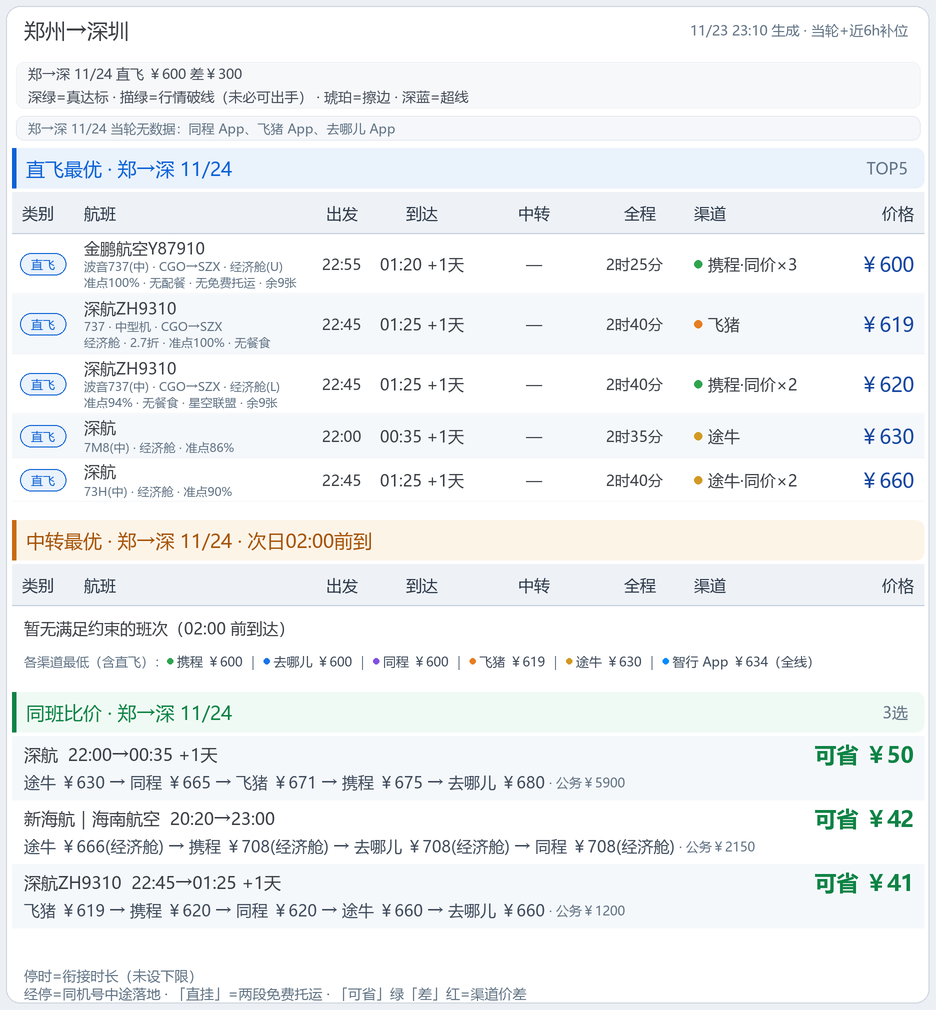 郑州→深圳
11/23 23:10 生成 · 当轮+近6h补位
郑→深 11/24 直飞 ¥600 差¥300
深绿=真达标 · 描绿=行情破线（未必可出手） · 琥珀=擦边 · 深蓝=超线
郑→深 11/24 当轮无数据：同程 App、飞猪 App、去哪儿 App
直飞最优 · 郑→深 11/24 TOP5
类别 航班 出发 到达 中转 全程 渠道 价格
金鹏航空Y87910
直飞 波音737(中) · CGO→SZX · 经济舱(U) 22:55 01:20 +1天 — 2时25分 携程·同价×3 ¥600
准点100% · 无配餐 · 无免费托运 · 余9张
深航ZH9310
直飞 737 · 中型机 · CGO→SZX 22:45 01:25 +1天 — 2时40分 飞猪 ¥619
经济舱 · 2.7折 · 准点100% · 无餐食
深航ZH9310
直飞 波音737(中) · CGO→SZX · 经济舱(L) 22:45 01:25 +1天 — 2时40分 携程·同价×2 ¥620
准点94% · 无餐食 · 星空联盟 · 余9张
深航
直飞 22:00 00:35 +1天 — 2时35分 途牛 ¥630
7M8(中) · 经济舱 · 准点86%
深航
直飞 22:45 01:25 +1天 — 2时40分 途牛·同价×2 ¥660
73H(中) · 经济舱 · 准点90%
中转最优 · 郑→深 11/24 · 次日02:00前到
类别 航班 出发 到达 中转 全程 渠道 价格
暂无满足约束的班次（02:00 前到达）
各渠道最低（含直飞）: 携程 ¥600 | 去哪儿 ¥600 | 同程 ¥600 | 飞猪 ¥619 | 途牛 ¥630 | 智行 App ¥634（全线）
同班比价 · 郑→深 11/24 3选
深航 22:00→00:35 +1天 可省 ¥50
途牛 ¥630 → 同程 ¥665 → 飞猪 ¥671 → 携程 ¥675 → 去哪儿 ¥680 · 公务¥5900
新海航 | 海南航空 20:20→23:00 可省 ¥42
途牛 ¥666(经济舱) → 携程 ¥708(经济舱) → 去哪儿 ¥708(经济舱) → 同程 ¥708(经济舱) · 公务¥2150
深航ZH9310 22:45→01:25 +1天 可省 ¥41
飞猪 ¥619 → 携程 ¥620 → 同程 ¥620 → 途牛 ¥660 → 去哪儿 ¥660 · 公务¥1200
停时=衔接时长（未设下限）
经停=同机号中途落地 · 「直挂」=两段免费托运 · 「可省」绿「差」红=渠道价差